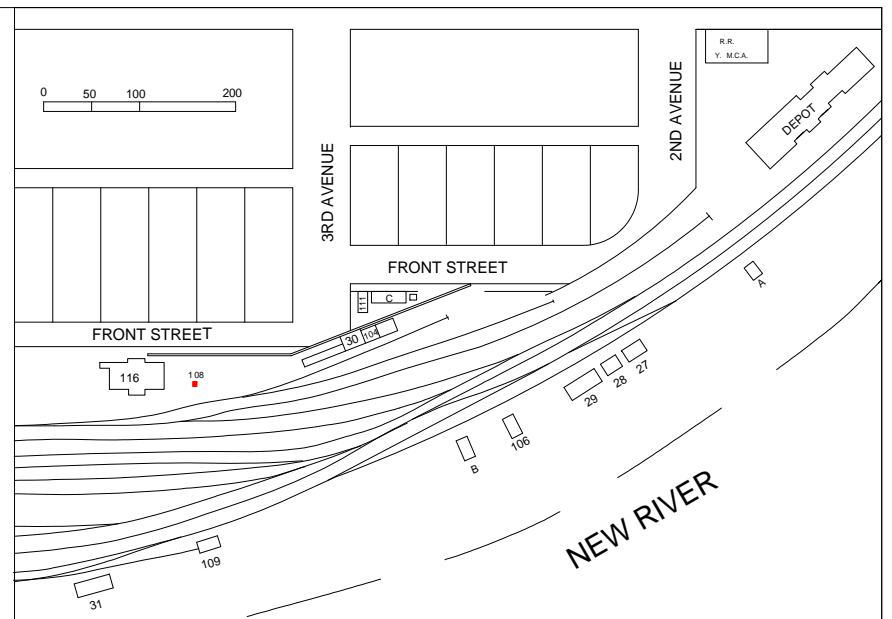 R.R.
Y. M.C.A.
0 50 100 200
2ND AVENUE
DEPOT
3RD AVENUE
FRONT STREET
A
111
C
30
104
FRONT STREET
116
108
27
28
29
106
B
NEW RIVER
109
31